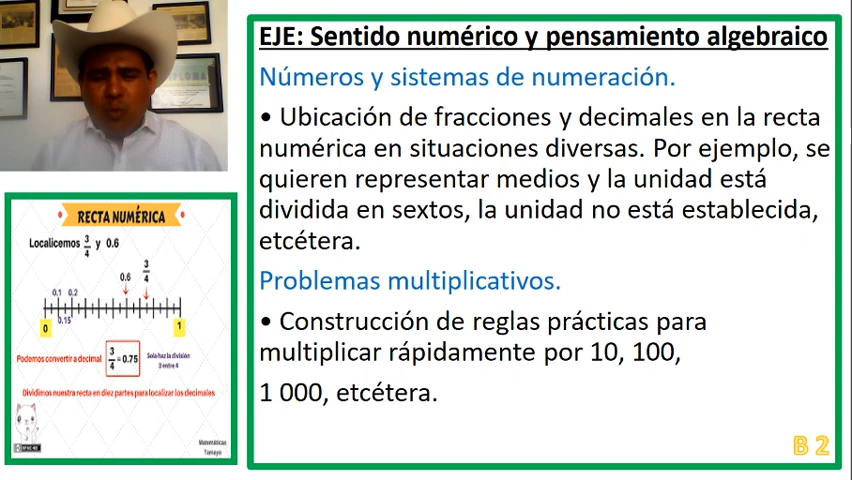 EJE: Sentido numérico y pensamiento algebraico
Números y sistemas de numeración.
• Ubicación de fracciones y decimales en la recta
numérica en situaciones diversas. Por ejemplo, se
quieren representar medios y la unidad está
dividida en sextos, la unidad no está establecida,
etcétera.
Problemas multiplicativos.
• Construcción de reglas prácticas para
multiplicar rápidamente por 10, 100,
1 000, etcétera.
B 2
RECTA NUMÉRICA
Localicemos 3/4 y 0.6
0.6 3/4
0.1 0.2
0.15
0 1
Podemos convertir a decimal 3/4 = 0.75 Solo haz la división
3 entre 4
Dividimos nuestra recta en diez partes para localizar los decimales
Matemáticas
Tamayo